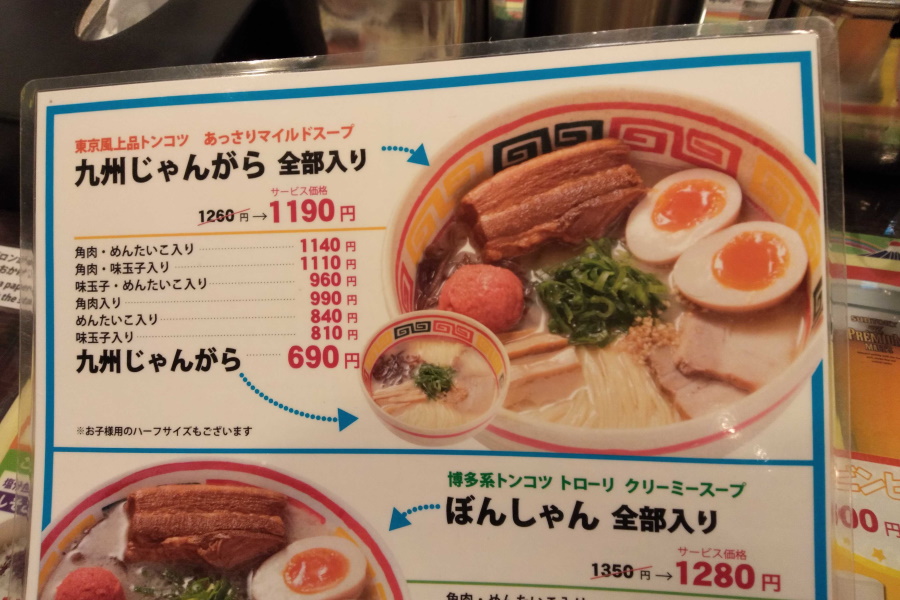 東京風上品トンコツ あっさりマイルドスープ
九州じゃんがら 全部入り
サービス価格
1260円→1190円
角肉・めんたいこ入り 1140円
角肉・味玉子入り 1110円
味玉子・めんたいこ入り 960円
角肉入り 990円
めんたいこ入り 840円
味玉子入り 810円
九州じゃんがら 690円
※お子様用のハーフサイズもございます
博多系トンコツ トローリ クリーミースープ
ぼんしゃん 全部入り
サービス価格
1350円→1280円
角肉・めんたいこ入り